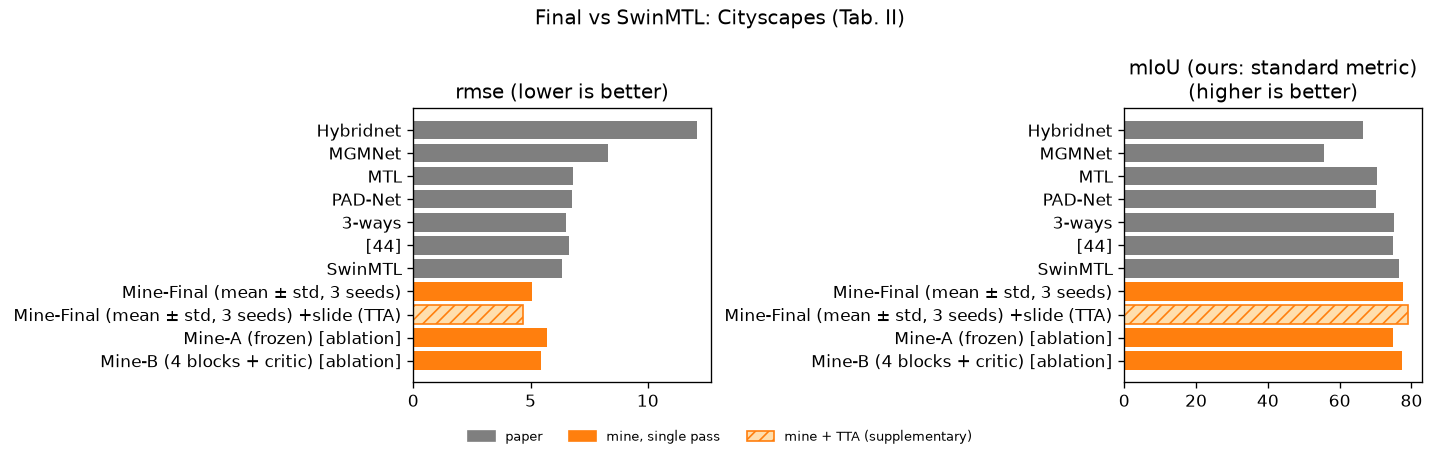 Final vs SwinMTL: Cityscapes (Tab. II)
rmse (lower is better)
Hybridnet
MGMNet
MTL
PAD-Net
3-ways
[44]
SwinMTL
Mine-Final (mean ± std, 3 seeds)
Mine-Final (mean ± std, 3 seeds) +slide (TTA)
Mine-A (frozen) [ablation]
Mine-B (4 blocks + critic) [ablation]
0 5 10
mIoU (ours: standard metric)
(higher is better)
Hybridnet
MGMNet
MTL
PAD-Net
3-ways
[44]
SwinMTL
Mine-Final (mean ± std, 3 seeds)
Mine-Final (mean ± std, 3 seeds) +slide (TTA)
Mine-A (frozen) [ablation]
Mine-B (4 blocks + critic) [ablation]
0 20 40 60 80
paper mine, single pass mine + TTA (supplementary)